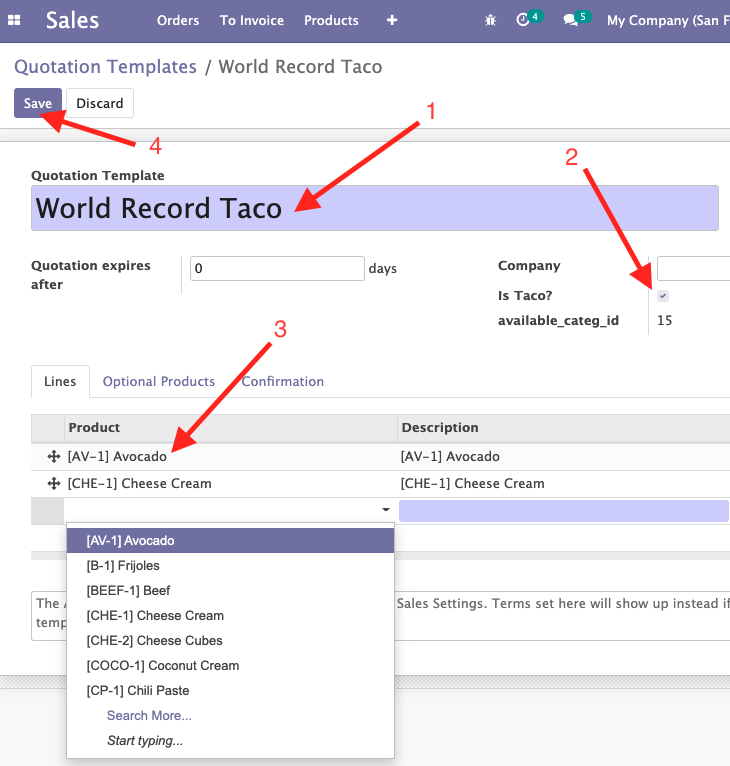 Sales Orders To Invoice Products + 4 5 My Company (San F
Quotation Templates / World Record Taco
Save Discard
1
4
2
Quotation Template
World Record Taco
Quotation expires after
0 days
Company
Is Taco?
available_categ_id 15
3
Lines Optional Products Confirmation
Product Description
[AV-1] Avocado [AV-1] Avocado
[CHE-1] Cheese Cream [CHE-1] Cheese Cream
[AV-1] Avocado
[B-1] Frijoles
[BEEF-1] Beef
[CHE-1] Cheese Cream
[CHE-2] Cheese Cubes
[COCO-1] Coconut Cream
[CP-1] Chili Paste
Search More...
Start typing...
The Sales Settings. Terms set here will show up instead if
temp